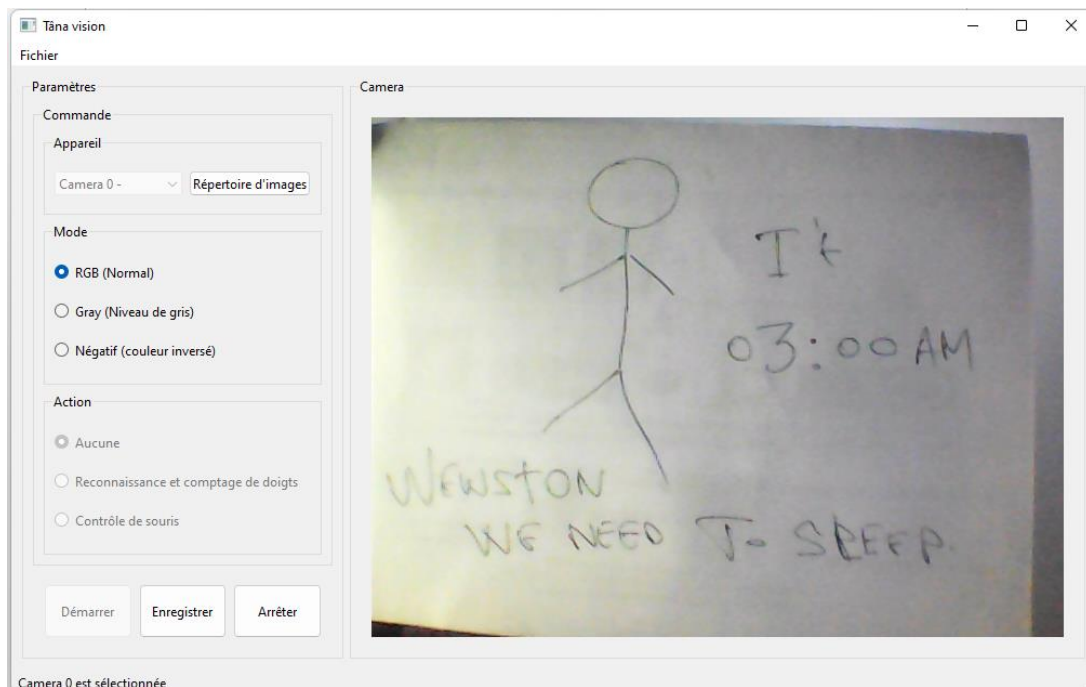 Tâna vision
Fichier
Paramètres
Commande
Appareil
Camera 0 -
Répertoire d'images
Mode
RGB (Normal)
Gray (Niveau de gris)
Négatif (couleur inversé)
Action
Aucune
Reconnaissance et comptage de doigts
Contrôle de souris
Démarrer
Enregistrer
Arrêter
Camera 0 est sélectionnée
Camera
03:00 AM
WE NEED To